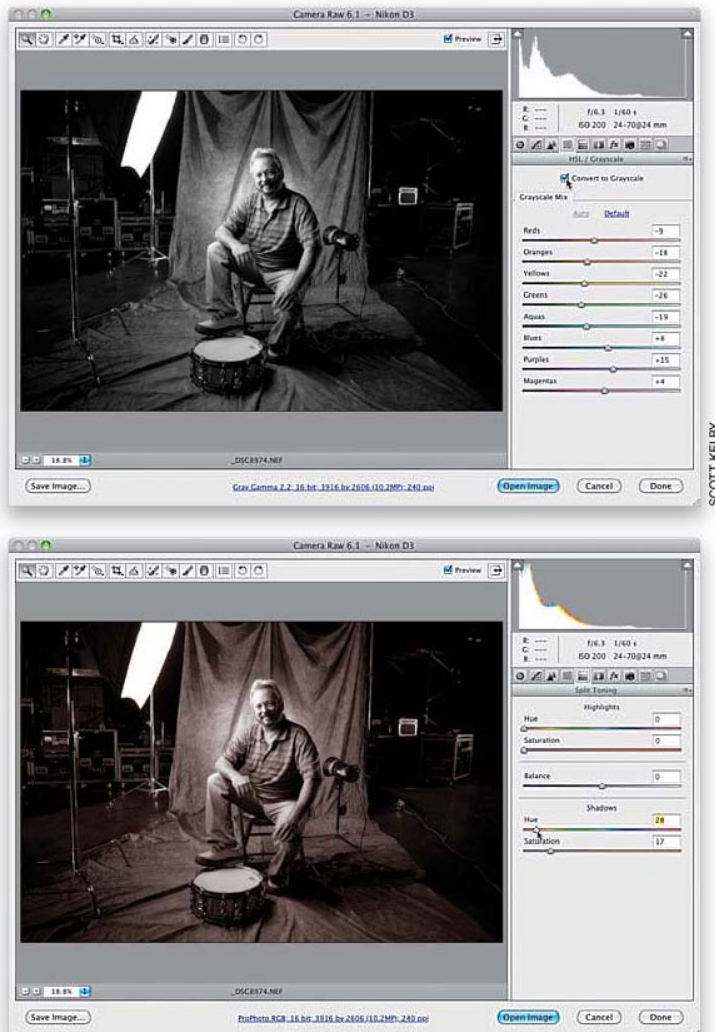 Camera Raw 6.1 – Nikon D3
Preview
R: ---
G: ---
B: ---
f/6.3 1/60 s
ISO 200 24-70@24 mm
HSL / Grayscale
Convert to Grayscale
Grayscale Mix
Auto Default
Reds -9
Oranges -18
Yellows -22
Greens -26
Aquas -19
Blues +8
Purples +15
Magentas +4
18.8%
_DSC8974.NEF
Save Image...
Gray Gamma 2.2; 16 bit; 3916 by 2606 (10.2MP); 240 ppi
Open Image
Cancel
Done
SCOTT KELBY
Camera Raw 6.1 – Nikon D3
Preview
R: ---
G: ---
B: ---
f/6.3 1/60 s
ISO 200 24-70@24 mm
Split Toning
Highlights
Hue 0
Saturation 0
Balance 0
Shadows
Hue 28
Saturation 17
18.8%
_DSC8974.NEF
Save Image...
ProPhoto RGB; 16 bit; 3916 by 2606 (10.2MP); 240 ppi
Open Image
Cancel
Done